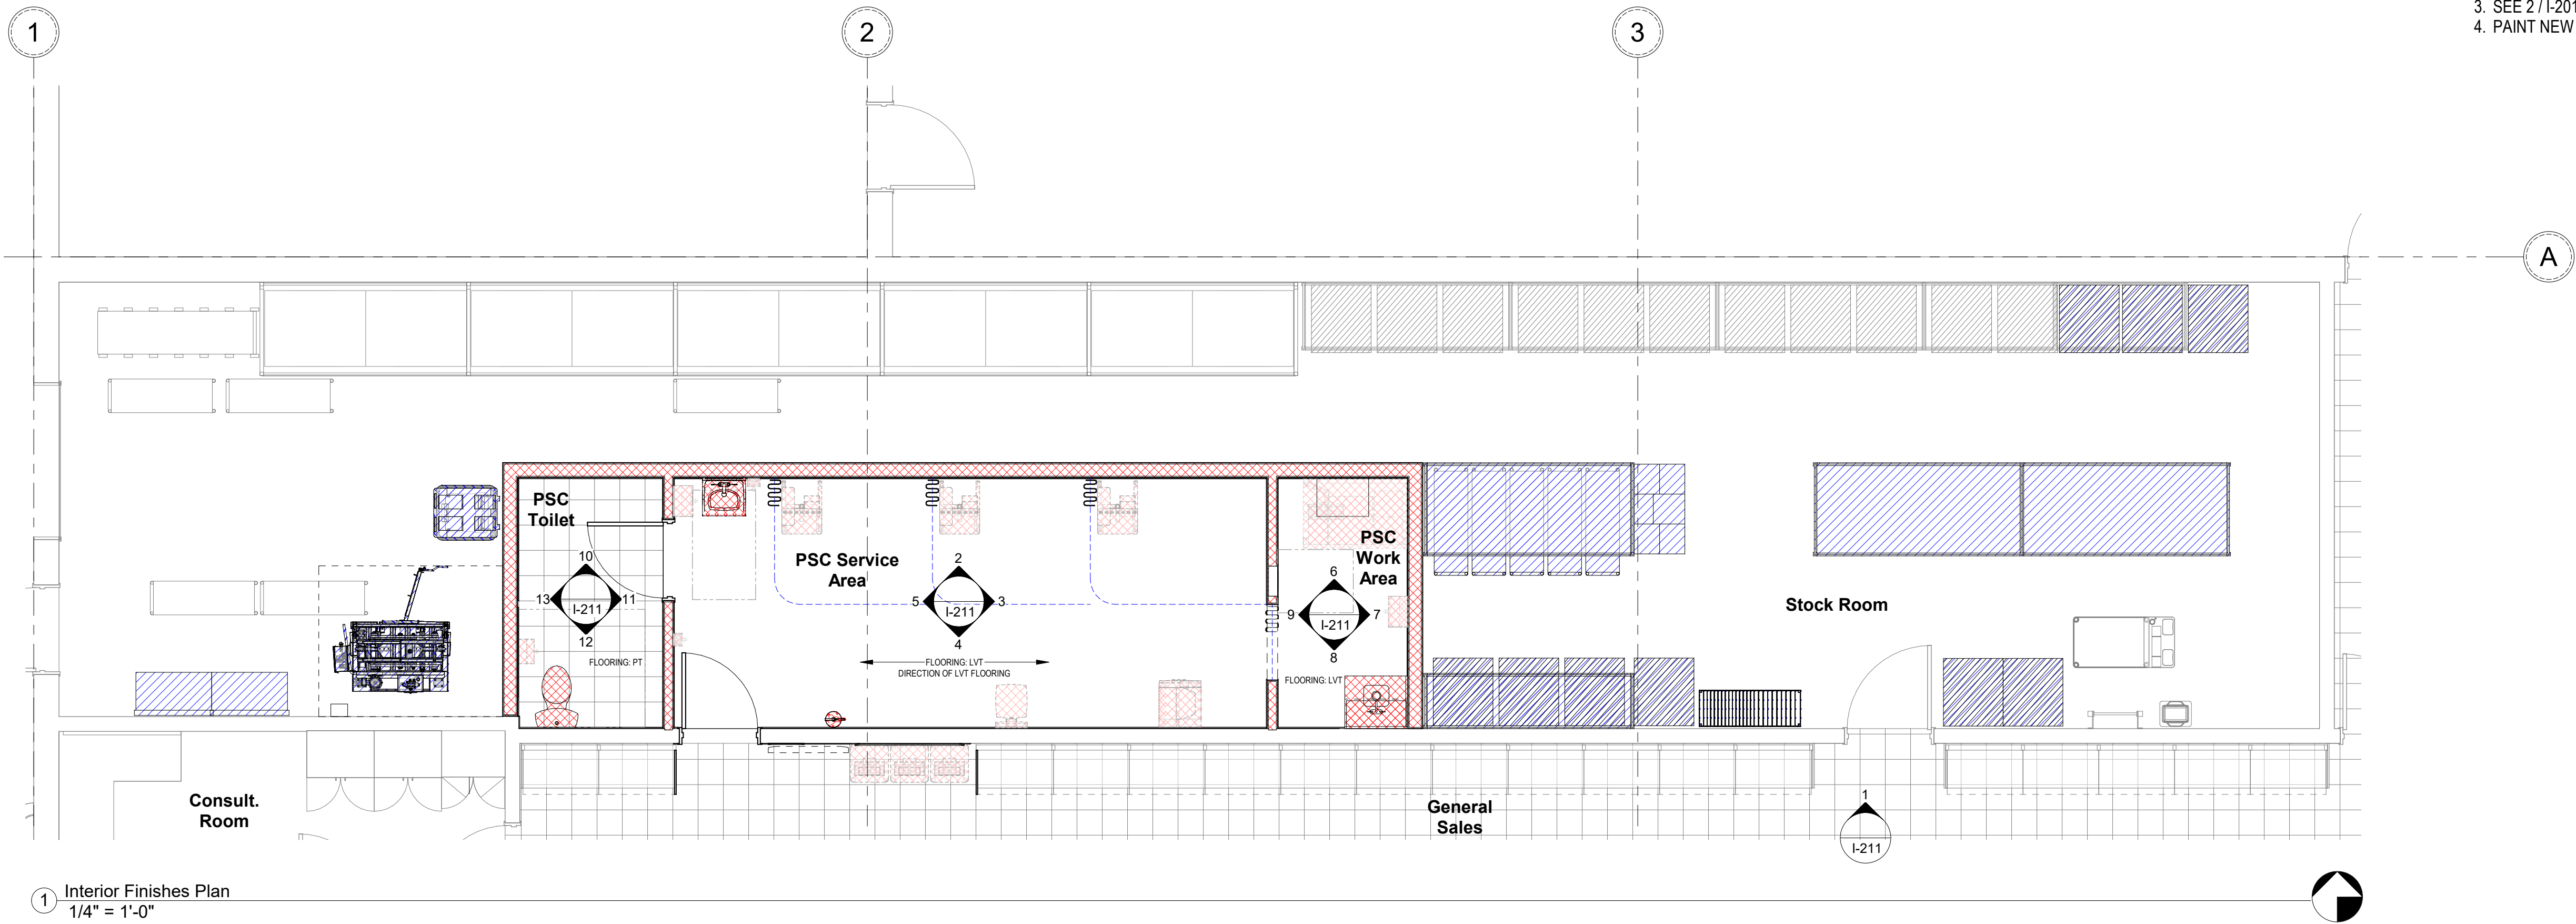 3. SEE 2 / I-201
4. PAINT NEW
1
2
3
A
PSC
Toilet
10
13
11
I-211
12
FLOORING: PT
PSC Service
Area
2
5
3
I-211
4
FLOORING: LVT
DIRECTION OF LVT FLOORING
PSC
Work
Area
6
9
7
I-211
8
FLOORING: LVT
Stock Room
Consult.
Room
General
Sales
1
I-211
1
Interior Finishes Plan
1/4" = 1'-0"